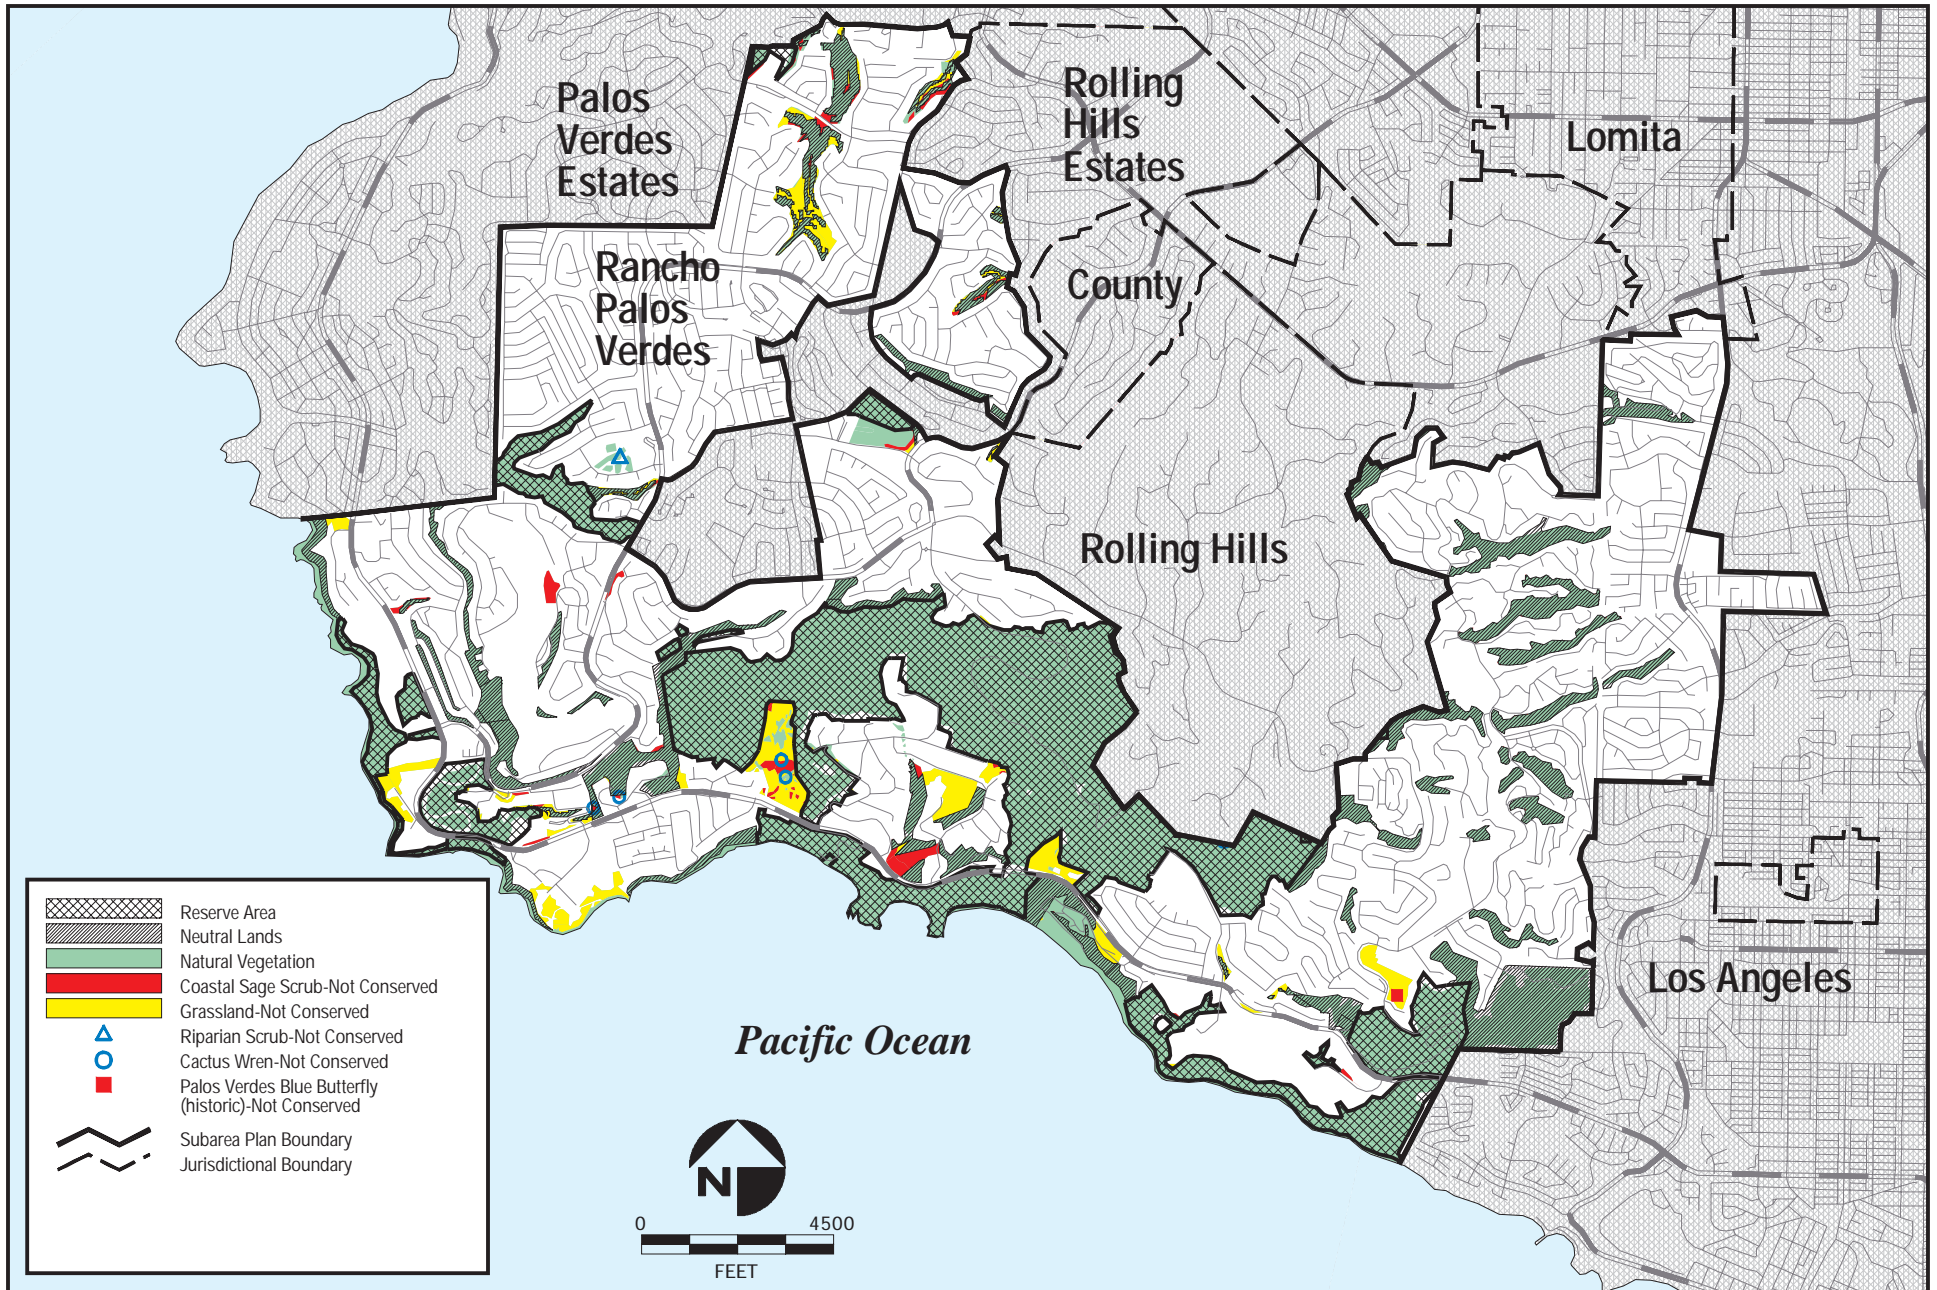 Palos
Verdes
Estates
Rolling
Hills
Estates
Lomita
Rancho
Palos
Verdes
County
Rolling Hills
Los Angeles
Pacific Ocean
Reserve Area
Neutral Lands
Natural Vegetation
Coastal Sage Scrub-Not Conserved
Grassland-Not Conserved
Riparian Scrub-Not Conserved
Cactus Wren-Not Conserved
Palos Verdes Blue Butterfly
(historic)-Not Conserved
Subarea Plan Boundary
Jurisdictional Boundary
N
0 4500
FEET